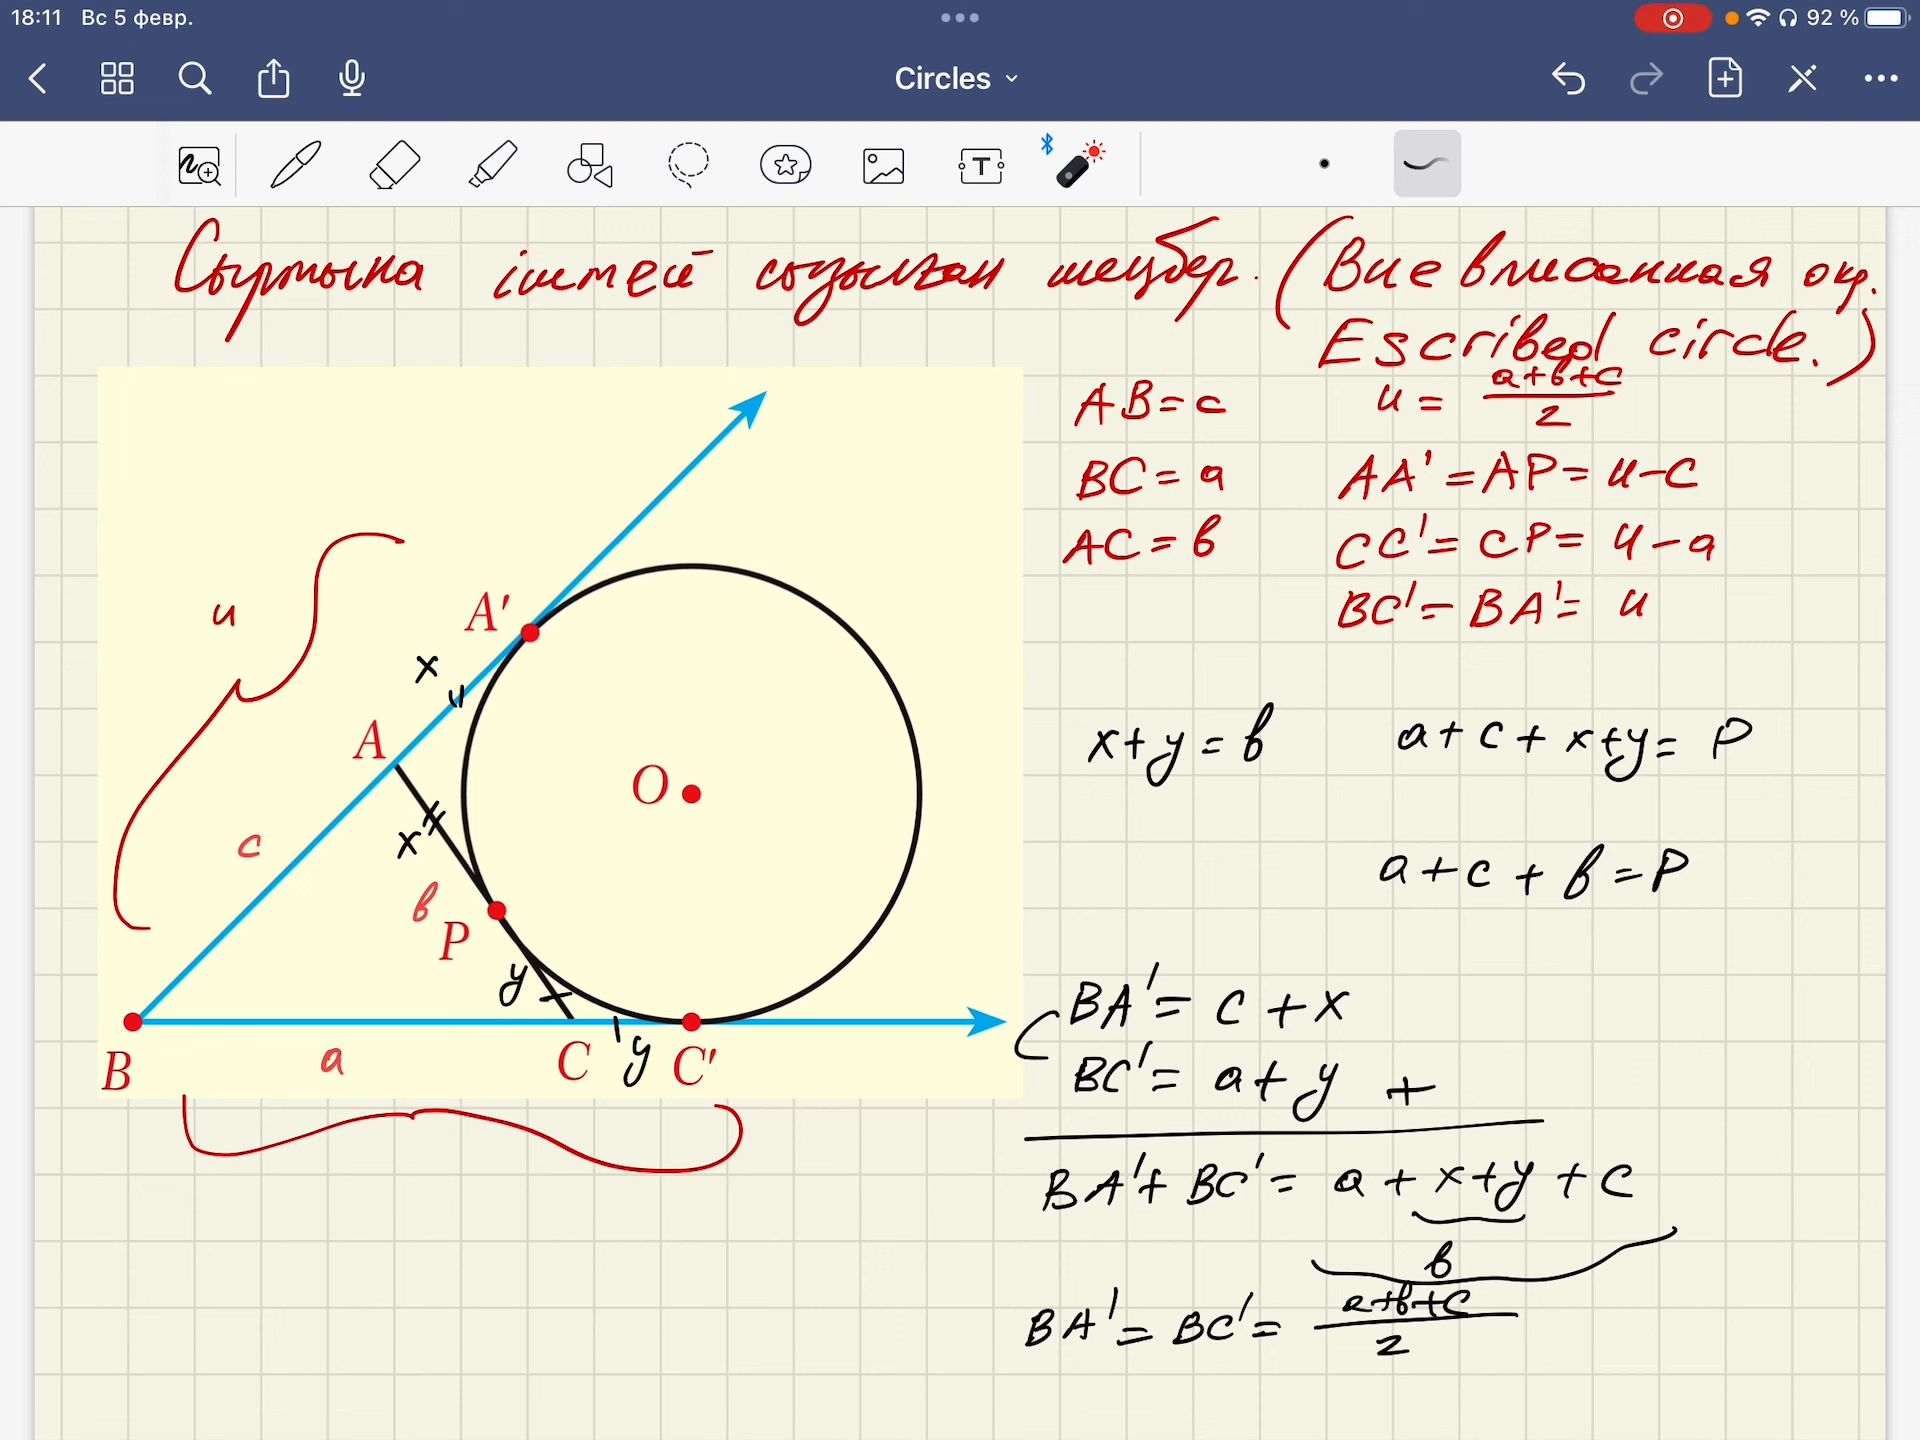 18:11 Вс 5 февр.
92 %
Circles
T
Сыртына іштей сызылған шеңбер. (Вневписанная окр.
Escribed circle.)
AB = c
u = a+b+c / 2
BC = a
AA' = AP = u - c
AC = b
CC' = CP = u - a
BC' = BA' = u
u
A'
x
A
O
c
x
b
P
y
B
a
C
y
C'
x + y = b
a + c + x + y = P
a + c + b = P
BA' = c + x
BC' = a + y +
BA' + BC' = a + x + y + c
b
BA' = BC' = a+b+c / 2